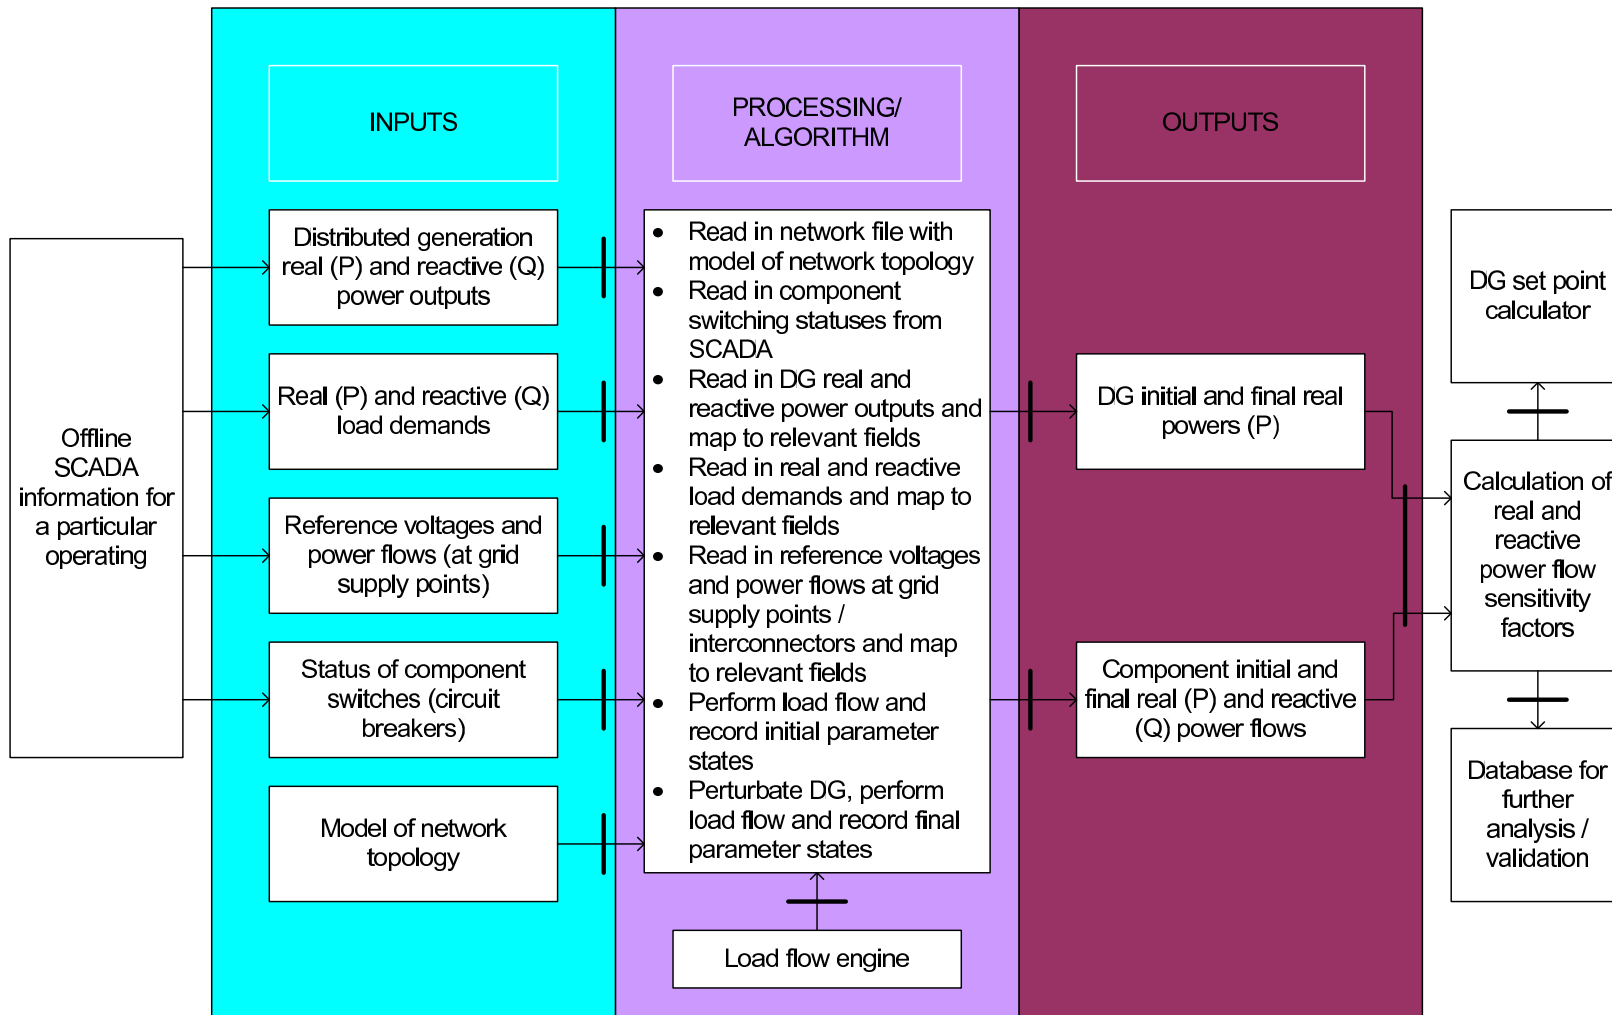 INPUTS
PROCESSING/
ALGORITHM
OUTPUTS
Offline
SCADA
information for
a particular
operating
Distributed generation
real (P) and reactive (Q)
power outputs
Real (P) and reactive (Q)
load demands
Reference voltages and
power flows (at grid
supply points)
Status of component
switches (circuit
breakers)
Model of network
topology
• Read in network file with
model of network topology
• Read in component
switching statuses from
SCADA
• Read in DG real and
reactive power outputs and
map to relevant fields
• Read in real and reactive
load demands and map to
relevant fields
• Read in reference voltages
and power flows at grid
supply points /
interconnectors and map
to relevant fields
• Perform load flow and
record initial parameter
states
• Perturbate DG, perform
load flow and record final
parameter states
Load flow engine
DG initial and final real
powers (P)
Component initial and
final real (P) and reactive
(Q) power flows
DG set point
calculator
Calculation of
real and
reactive
power flow
sensitivity
factors
Database for
further
analysis /
validation